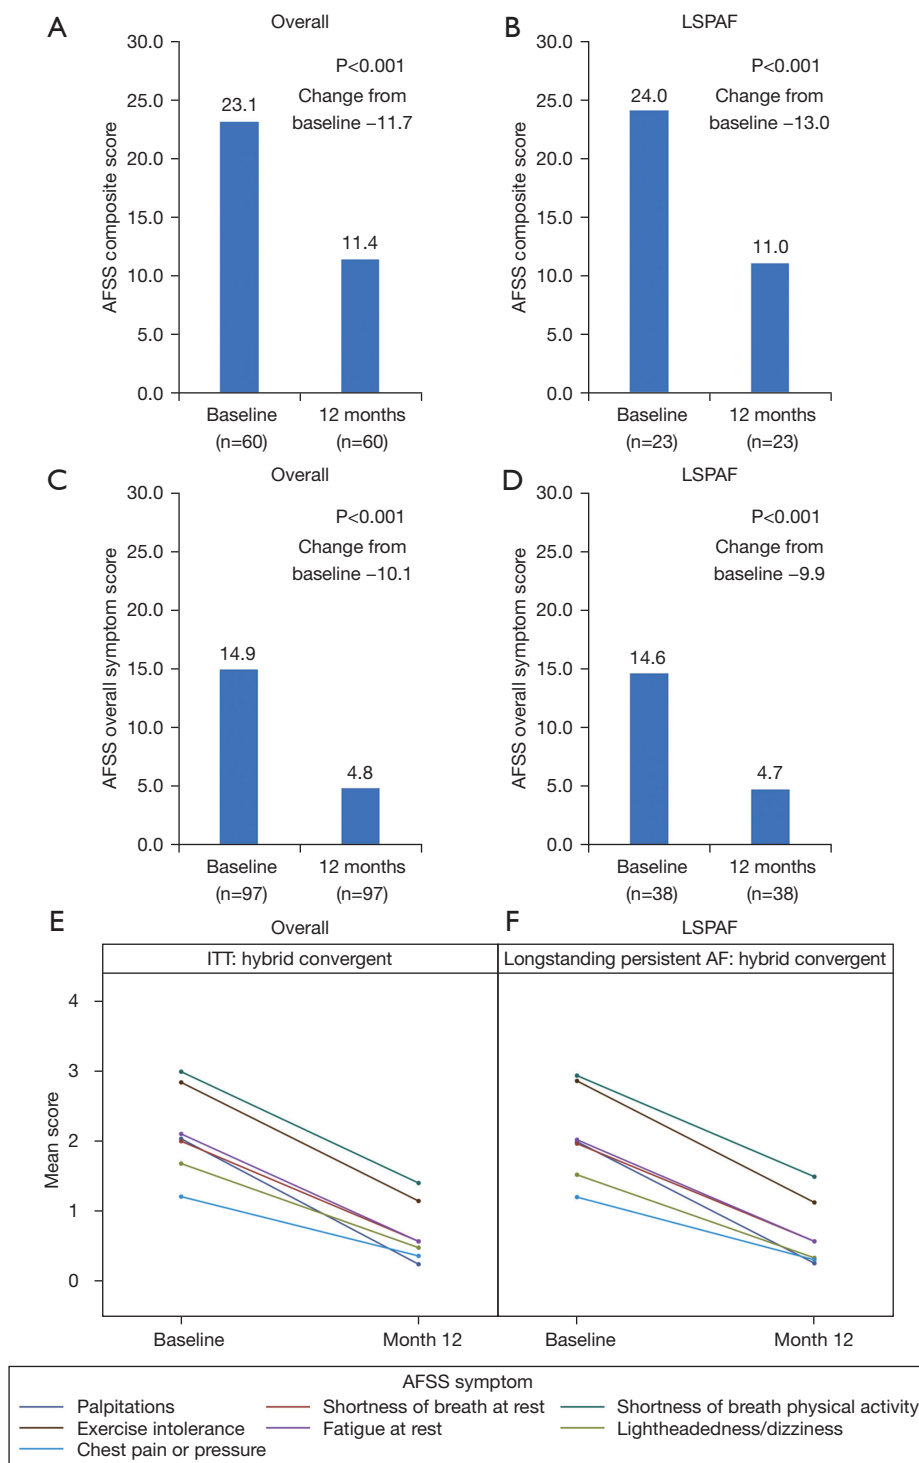 A
Overall
AFSS composite score
30.0
25.0
20.0
15.0
10.0
5.0
0.0
P<0.001
Change from
baseline −11.7
23.1
11.4
Baseline
12 months
(n=60)
(n=60)
B
LSPAF
AFSS composite score
30.0
25.0
20.0
15.0
10.0
5.0
0.0
P<0.001
Change from
baseline −13.0
24.0
11.0
Baseline
12 months
(n=23)
(n=23)
C
Overall
AFSS overall symptom score
30.0
25.0
20.0
15.0
10.0
5.0
0.0
P<0.001
Change from
baseline −10.1
14.9
4.8
Baseline
12 months
(n=97)
(n=97)
D
LSPAF
AFSS overall symptom score
30.0
25.0
20.0
15.0
10.0
5.0
0.0
P<0.001
Change from
baseline −9.9
14.6
4.7
Baseline
12 months
(n=38)
(n=38)
E
Overall
ITT: hybrid convergent
Mean score
4
3
2
1
0
Baseline
Month 12
F
LSPAF
Longstanding persistent AF: hybrid convergent
Baseline
Month 12
AFSS symptom
Palpitations
Shortness of breath at rest
Shortness of breath physical activity
Exercise intolerance
Fatigue at rest
Lightheadedness/dizziness
Chest pain or pressure